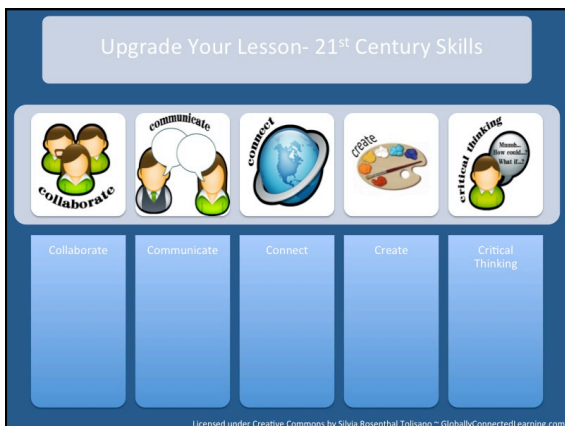 Upgrade Your Lesson- 21st Century Skills
collaborate
communicate
connect
create
critical thinking
Mmmh...
How could...?
What if...?
Collaborate
Communicate
Connect
Create
Critical
Thinking
Licensed under Creative Commons by Silvia Rosenthal Tolisano ~ GloballyConnectedLearning.com